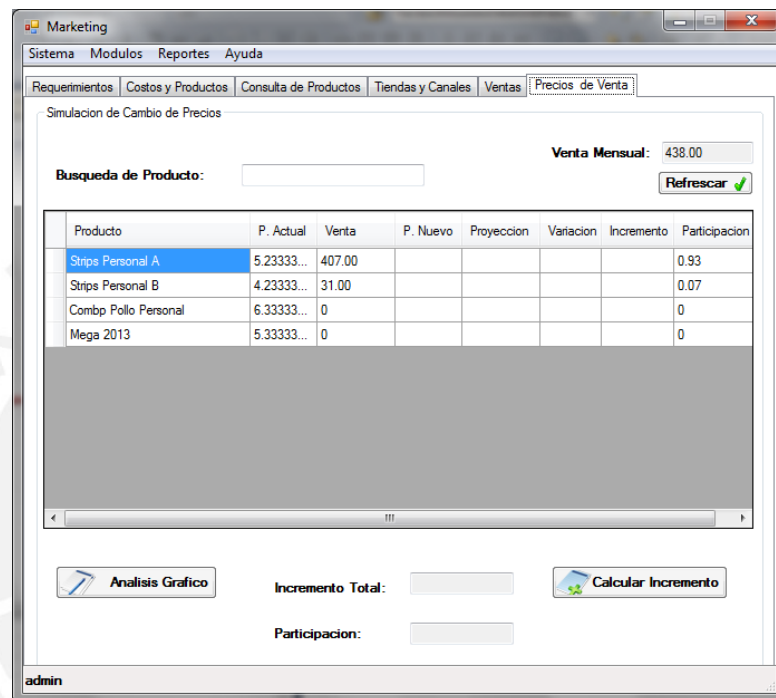 Marketing
Sistema Modulos Reportes Ayuda
Requerimientos Costos y Productos Consulta de Productos Tiendas y Canales Ventas Precios de Venta
Simulacion de Cambio de Precios
Venta Mensual: 438.00
Busqueda de Producto:
Refrescar
Producto P. Actual Venta P. Nuevo Proyeccion Variacion Incremento Participacion
Strips Personal A 5.23333... 407.00 0.93
Strips Personal B 4.23333... 31.00 0.07
Combp Pollo Personal 6.33333... 0 0
Mega 2013 5.33333... 0 0
Analisis Grafico Incremento Total: Calcular Incremento
Participacion:
admin